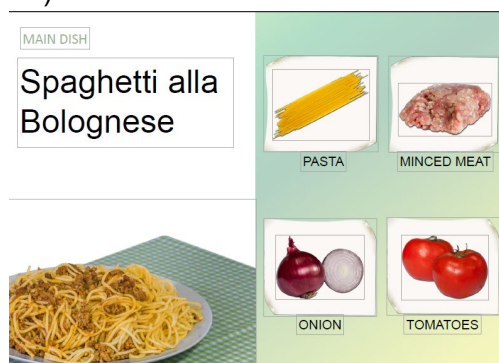 MAIN DISH
Spaghetti alla
Bolognese
PASTA
MINCED MEAT
ONION
TOMATOES